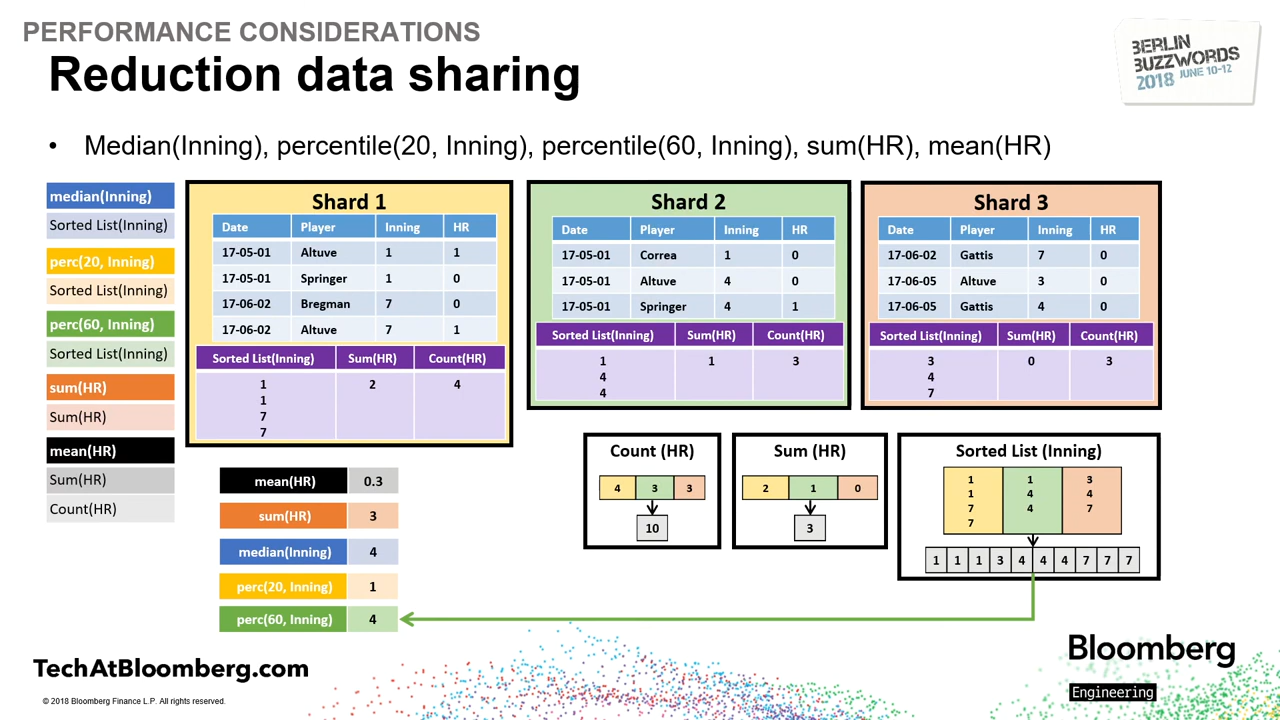 PERFORMANCE CONSIDERATIONS
Reduction data sharing
BERLIN
BUZZWORDS
2018 JUNE 10-12
• Median(Inning), percentile(20, Inning), percentile(60, Inning), sum(HR), mean(HR)
median(Inning)
Sorted List(Inning)
perc(20, Inning)
Sorted List(Inning)
perc(60, Inning)
Sorted List(Inning)
sum(HR)
Sum(HR)
mean(HR)
Sum(HR)
Count(HR)
Shard 1
Date Player Inning HR
17-05-01 Altuve 1 1
17-05-01 Springer 1 0
17-06-02 Bregman 7 0
17-06-02 Altuve 7 1
Sorted List(Inning) Sum(HR) Count(HR)
1 2 4
1
7
7
Shard 2
Date Player Inning HR
17-05-01 Correa 1 0
17-05-01 Altuve 4 0
17-05-01 Springer 4 1
Sorted List(Inning) Sum(HR) Count(HR)
1 1 3
4
4
Shard 3
Date Player Inning HR
17-06-02 Gattis 7 0
17-06-05 Altuve 3 0
17-06-05 Gattis 4 0
Sorted List(Inning) Sum(HR) Count(HR)
3 0 3
4
7
mean(HR) 0.3
sum(HR) 3
median(Inning) 4
perc(20, Inning) 1
perc(60, Inning) 4
Count (HR)
4 3 3
10
Sum (HR)
2 1 0
3
Sorted List (Inning)
1 1 3
1 4 4
7 4 7
7
1 1 1 3 4 4 4 7 7 7
TechAtBloomberg.com
© 2018 Bloomberg Finance L.P. All rights reserved.
Bloomberg
Engineering